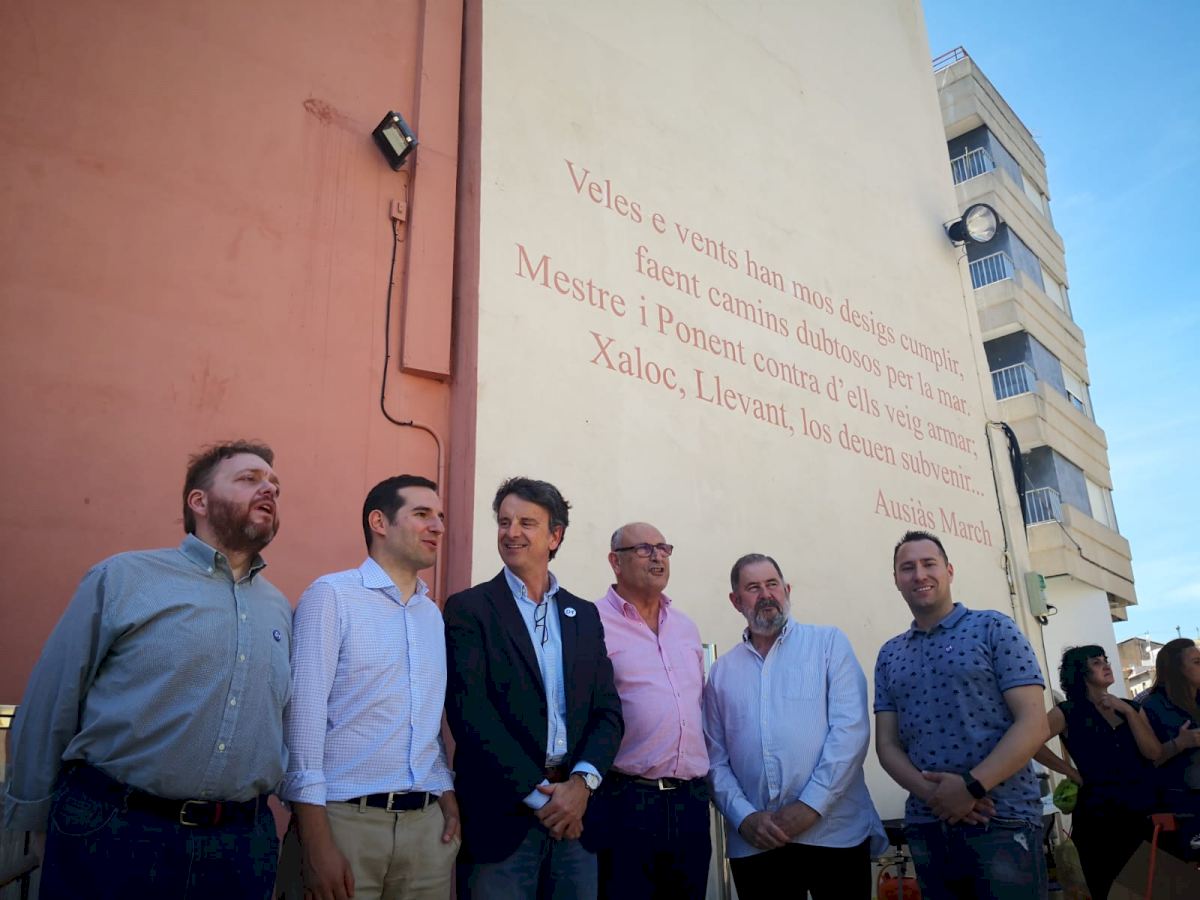 Veles e vents han mos desigs cumplir,
faent camins dubtosos per la mar.
Mestre i Ponent contra d'ells veig armar;
Xaloc, Llevant, los deuen subvenir...
Ausiàs March